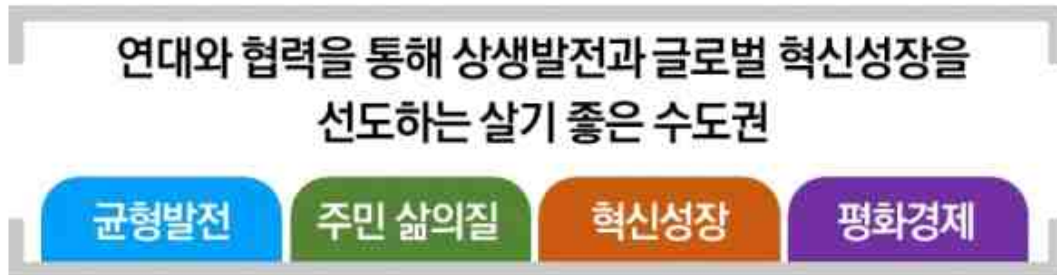 연대와 협력을 통해 상생발전과 글로벌 혁신성장을
선도하는 살기 좋은 수도권
균형발전 주민 삶의질 혁신성장 평화경제